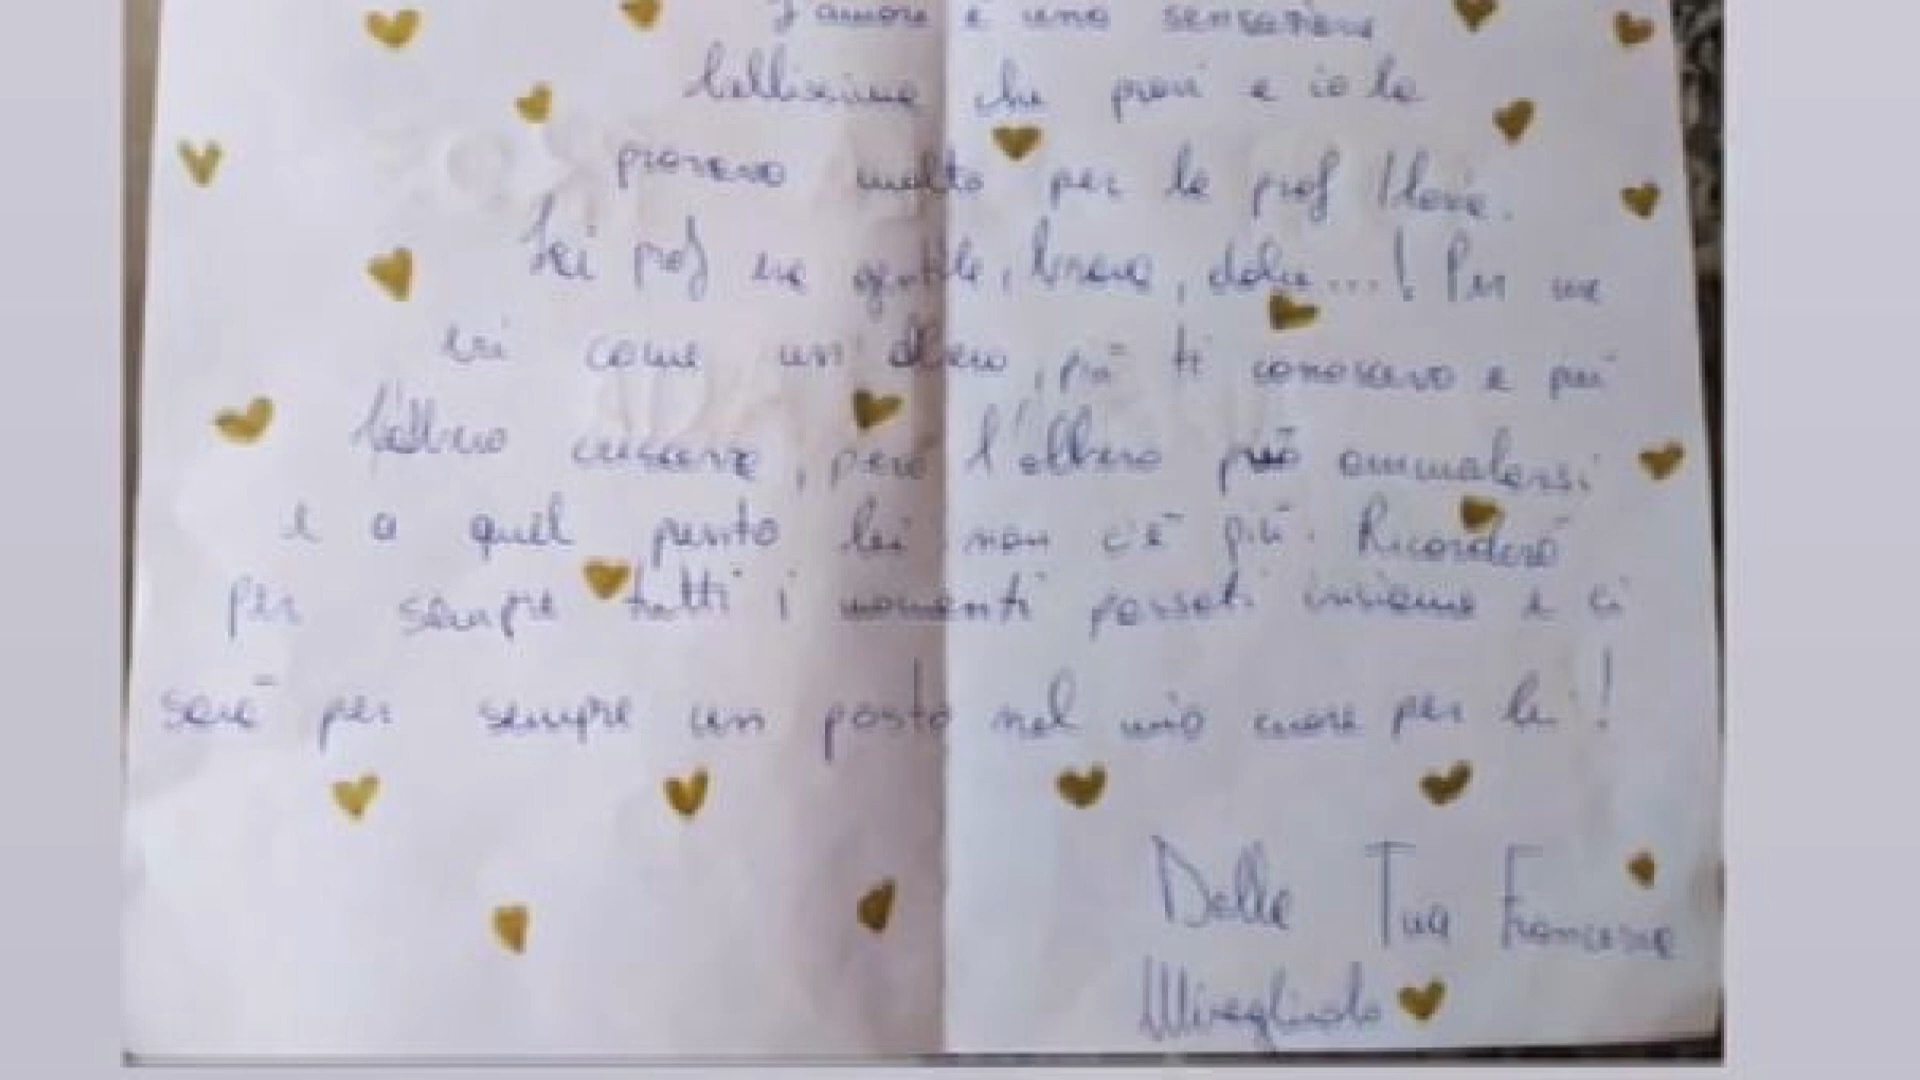 l'amore è una sensazione
bellissima che provi e io la
provavo molto per la prof Ilaria.
Lei prof era gentile, brava, dolce...! Per me
eri come un albero, più ti conoscevo e più
l'albero cresceva, però l'albero può ammalarsi
e a quel punto lei non c'è più. Ricorderò
per sempre tutti i momenti passati insieme e ci
sarà per sempre un posto nel mio cuore per lei!
Dalla Tua Francesca
Miragliuolo